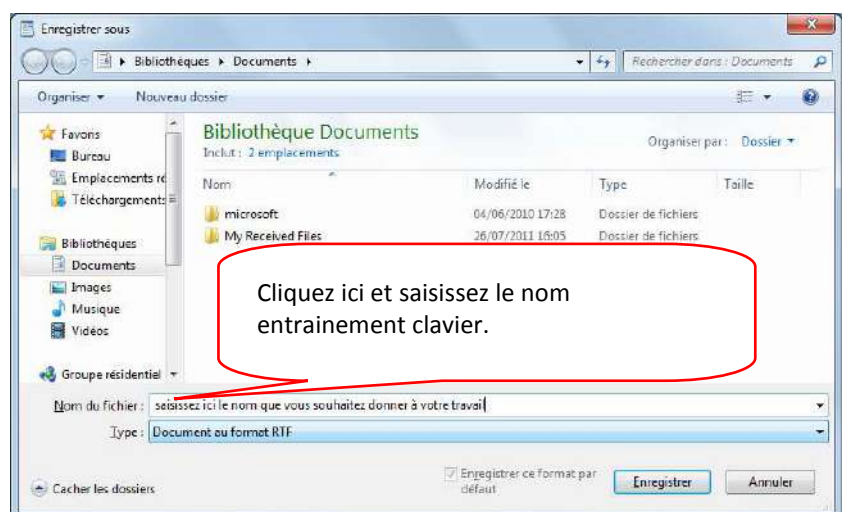 Enregistrer sous
Bibliothèques ▸ Documents ▸
Rechercher dans : Documents
Organiser ▾ Nouveau dossier
Favoris
Bureau
Emplacements ré
Téléchargements
Bibliothèques
Documents
Images
Musique
Vidéos
Groupe résidentiel
Bibliothèque Documents
Inclut : 2 emplacements
Organiser par : Dossier ▾
Nom Modifié le Type Taille
microsoft 04/06/2010 17:28 Dossier de fichiers
My Received Files 26/07/2011 16:05 Dossier de fichiers
Cliquez ici et saisissez le nom
entrainement clavier.
Nom du fichier : saisissez ici le nom que vous souhaitez donner à votre travail
Type : Document au format RTF
Cacher les dossiers
Enregistrer ce format par
défaut
Enregistrer
Annuler